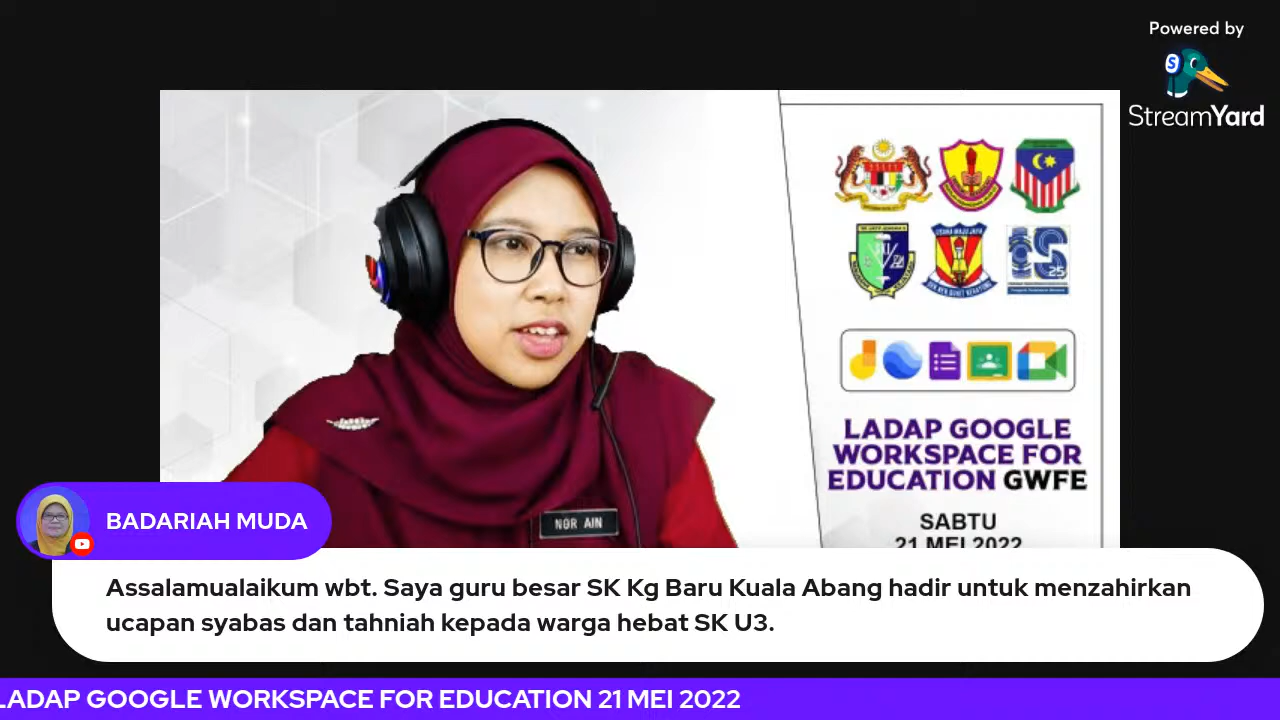 Powered by
StreamYard
LADAP GOOGLE
WORKSPACE FOR
EDUCATION GWFE
SABTU
21 MEI 2022
NOR AIN
BADARIAH MUDA
Assalamualaikum wbt. Saya guru besar SK Kg Baru Kuala Abang hadir untuk menzahirkan
ucapan syabas dan tahniah kepada warga hebat SK U3.
LADAP GOOGLE WORKSPACE FOR EDUCATION 21 MEI 2022